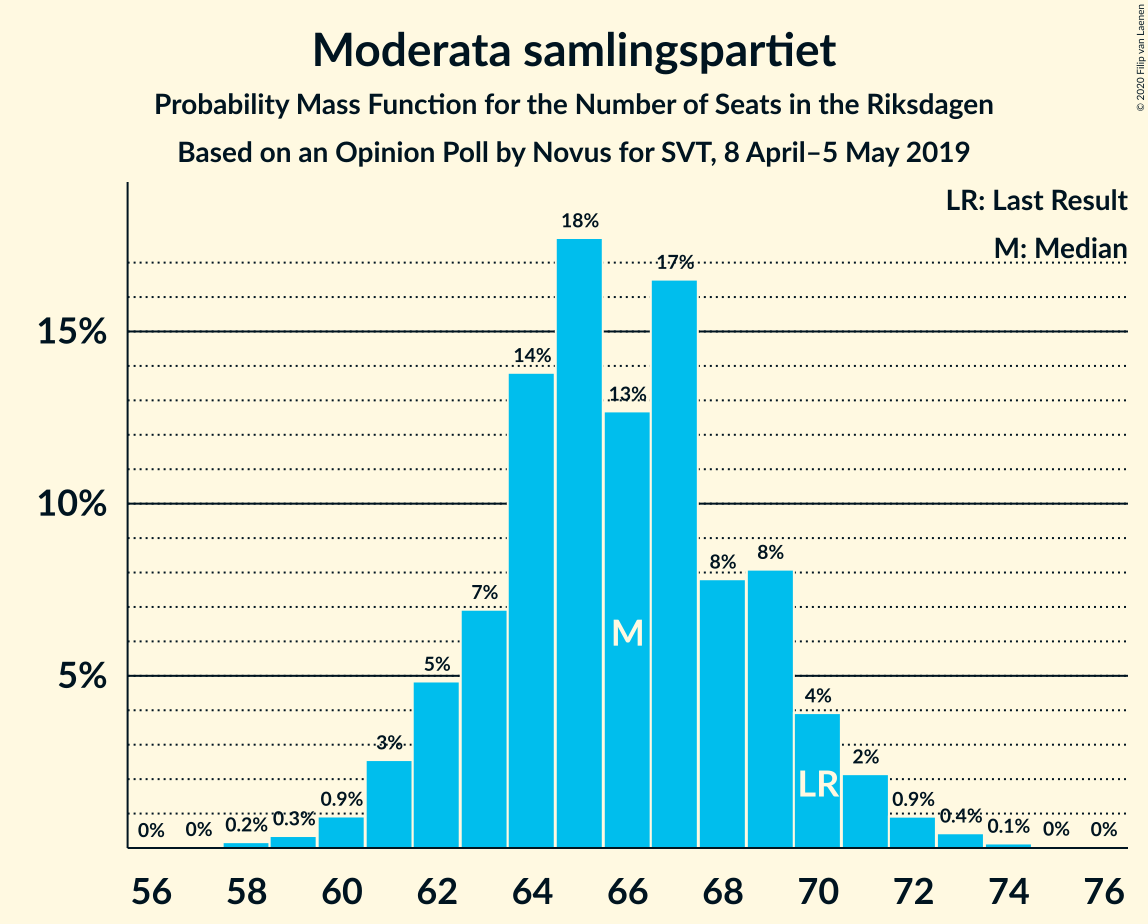 Moderata samlingspartiet
Probability Mass Function for the Number of Seats in the Riksdagen
Based on an Opinion Poll by Novus for SVT, 8 April–5 May 2019
© 2020 Filip van Laenen
LR: Last Result
M: Median
15%
10%
5%
0%
0%
0.2%
0.3%
0.9%
3%
5%
7%
14%
18%
13%
17%
8%
8%
4%
2%
0.9%
0.4%
0.1%
0%
0%
M
LR
56 58 60 62 64 66 68 70 72 74 76